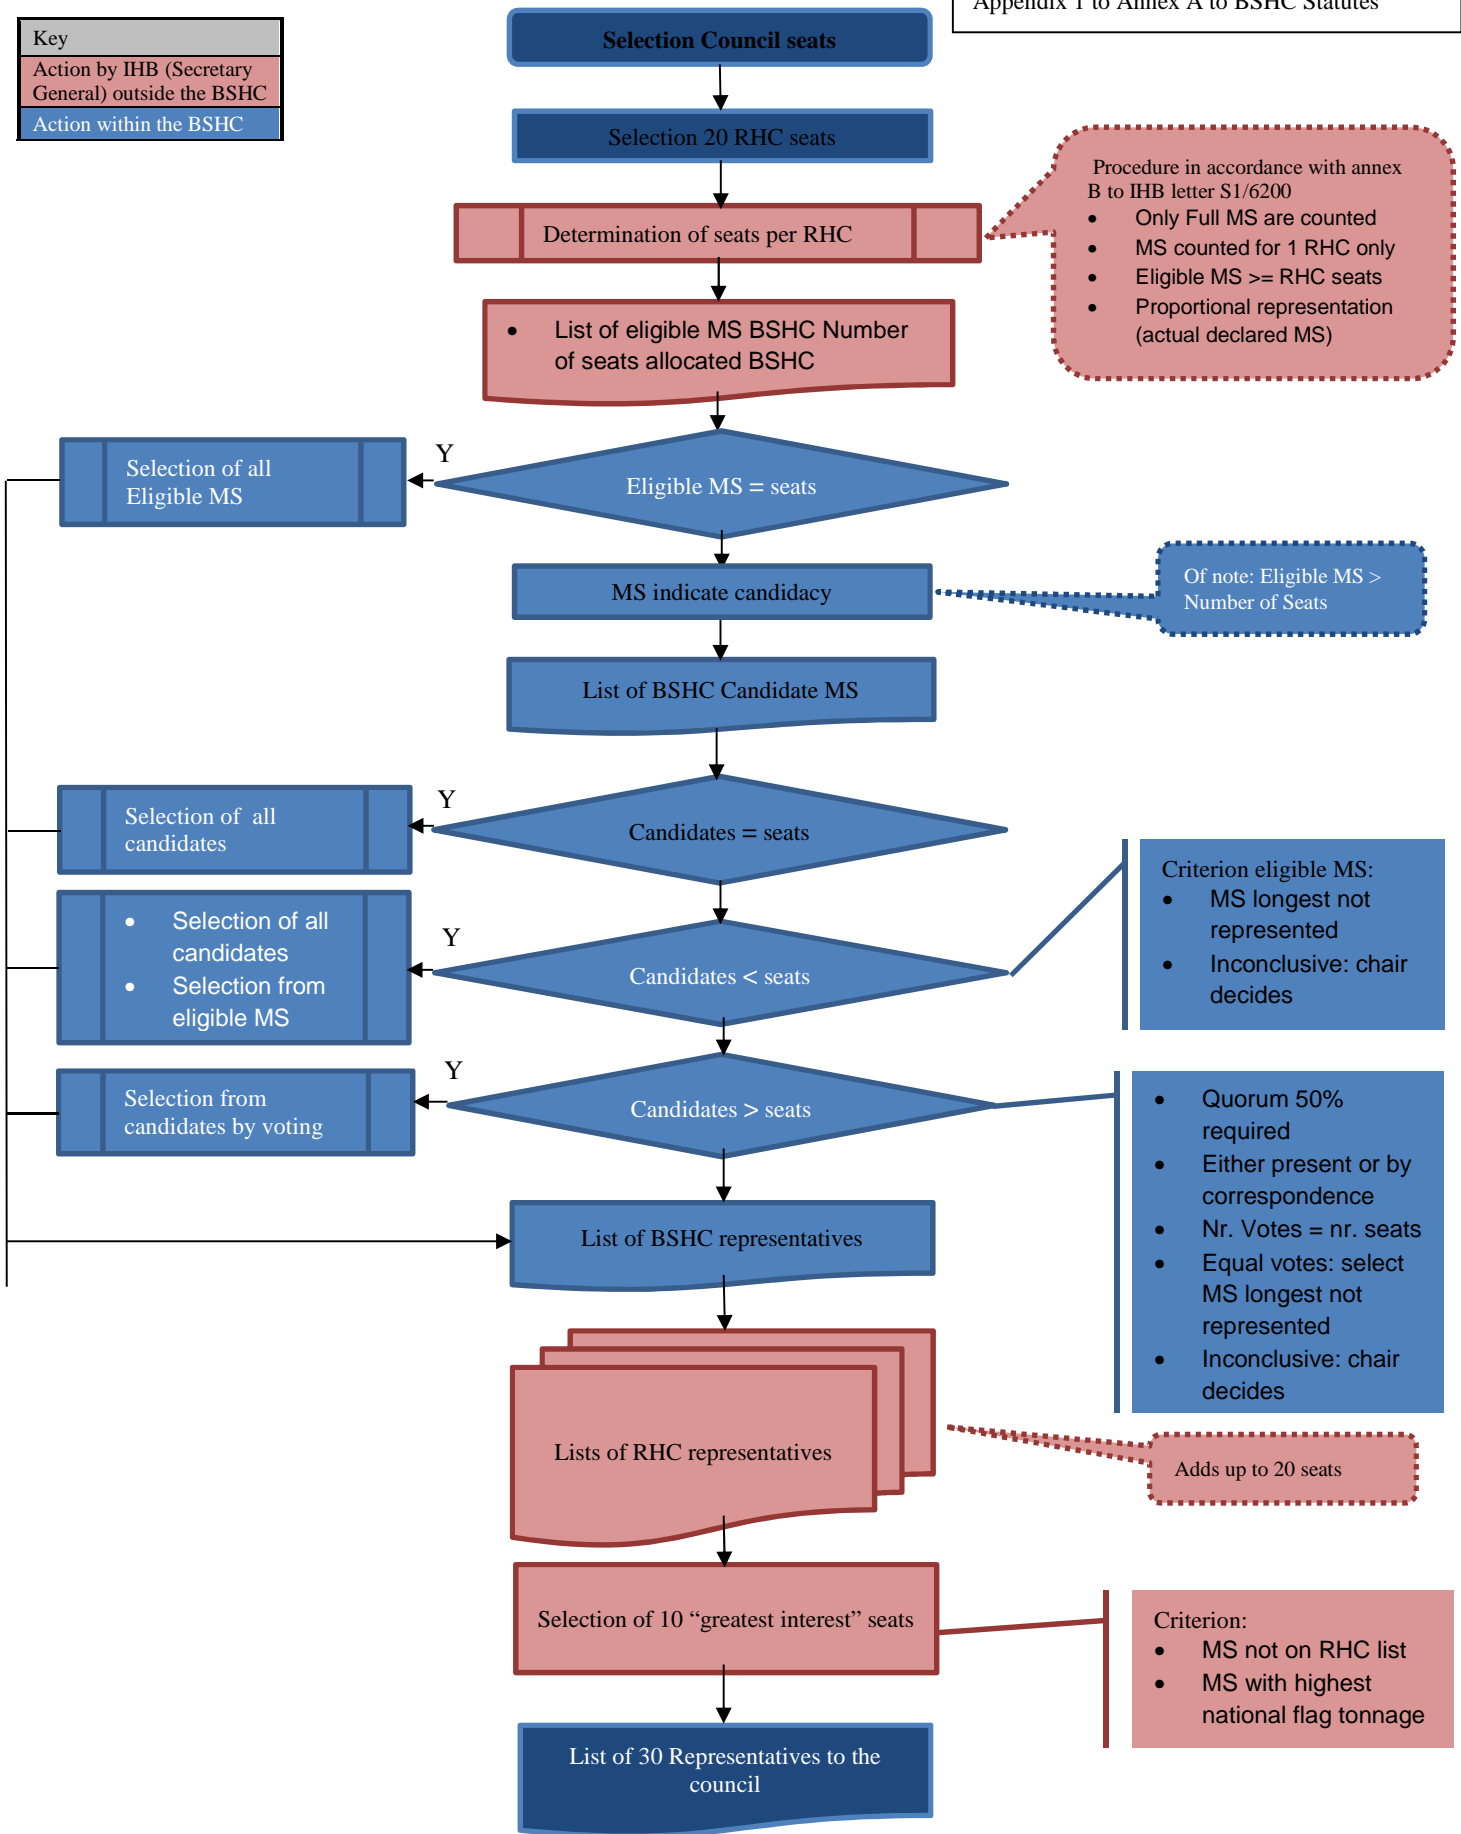 Appendix 1 to Annex A to BSHC Statutes
Key
Action by IHB (Secretary
General) outside the BSHC
Action within the BSHC
Selection Council seats
Selection 20 RHC seats
Determination of seats per RHC
Procedure in accordance with annex
B to IHB letter S1/6200
• Only Full MS are counted
• MS counted for 1 RHC only
• Eligible MS >= RHC seats
• Proportional representation
(actual declared MS)
• List of eligible MS BSHC Number
of seats allocated BSHC
Y
Selection of all
Eligible MS
Eligible MS = seats
MS indicate candidacy
Of note: Eligible MS >
Number of Seats
List of BSHC Candidate MS
Y
Selection of all
candidates
Candidates = seats
• Selection of all
candidates
• Selection from
eligible MS
Y
Candidates < seats
Criterion eligible MS:
• MS longest not
represented
• Inconclusive: chair
decides
Y
Selection from
candidates by voting
Candidates > seats
• Quorum 50%
required
• Either present or by
correspondence
• Nr. Votes = nr. seats
• Equal votes: select
MS longest not
represented
• Inconclusive: chair
decides
List of BSHC representatives
Lists of RHC representatives
Adds up to 20 seats
Selection of 10 “greatest interest” seats
Criterion:
• MS not on RHC list
• MS with highest
national flag tonnage
List of 30 Representatives to the
council